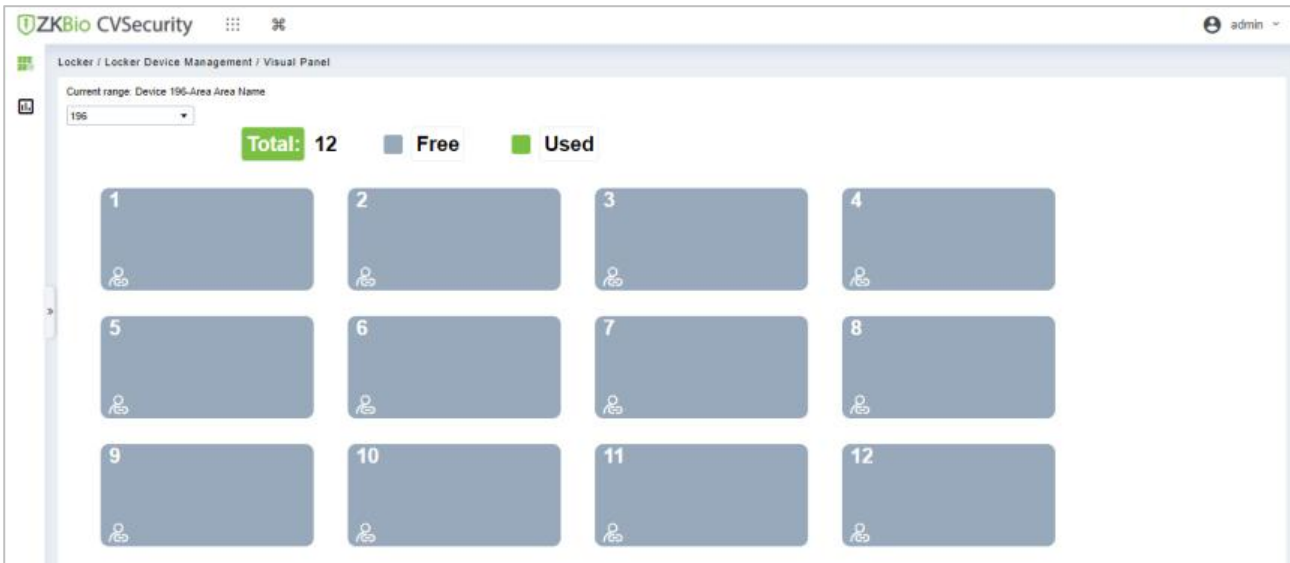 ZKBio CVSecurity admin
Locker / Locker Device Management / Visual Panel
Current range: Device 196-Area Area Name
196
Total: 12 Free Used
1 2 3 4
5 6 7 8
9 10 11 12